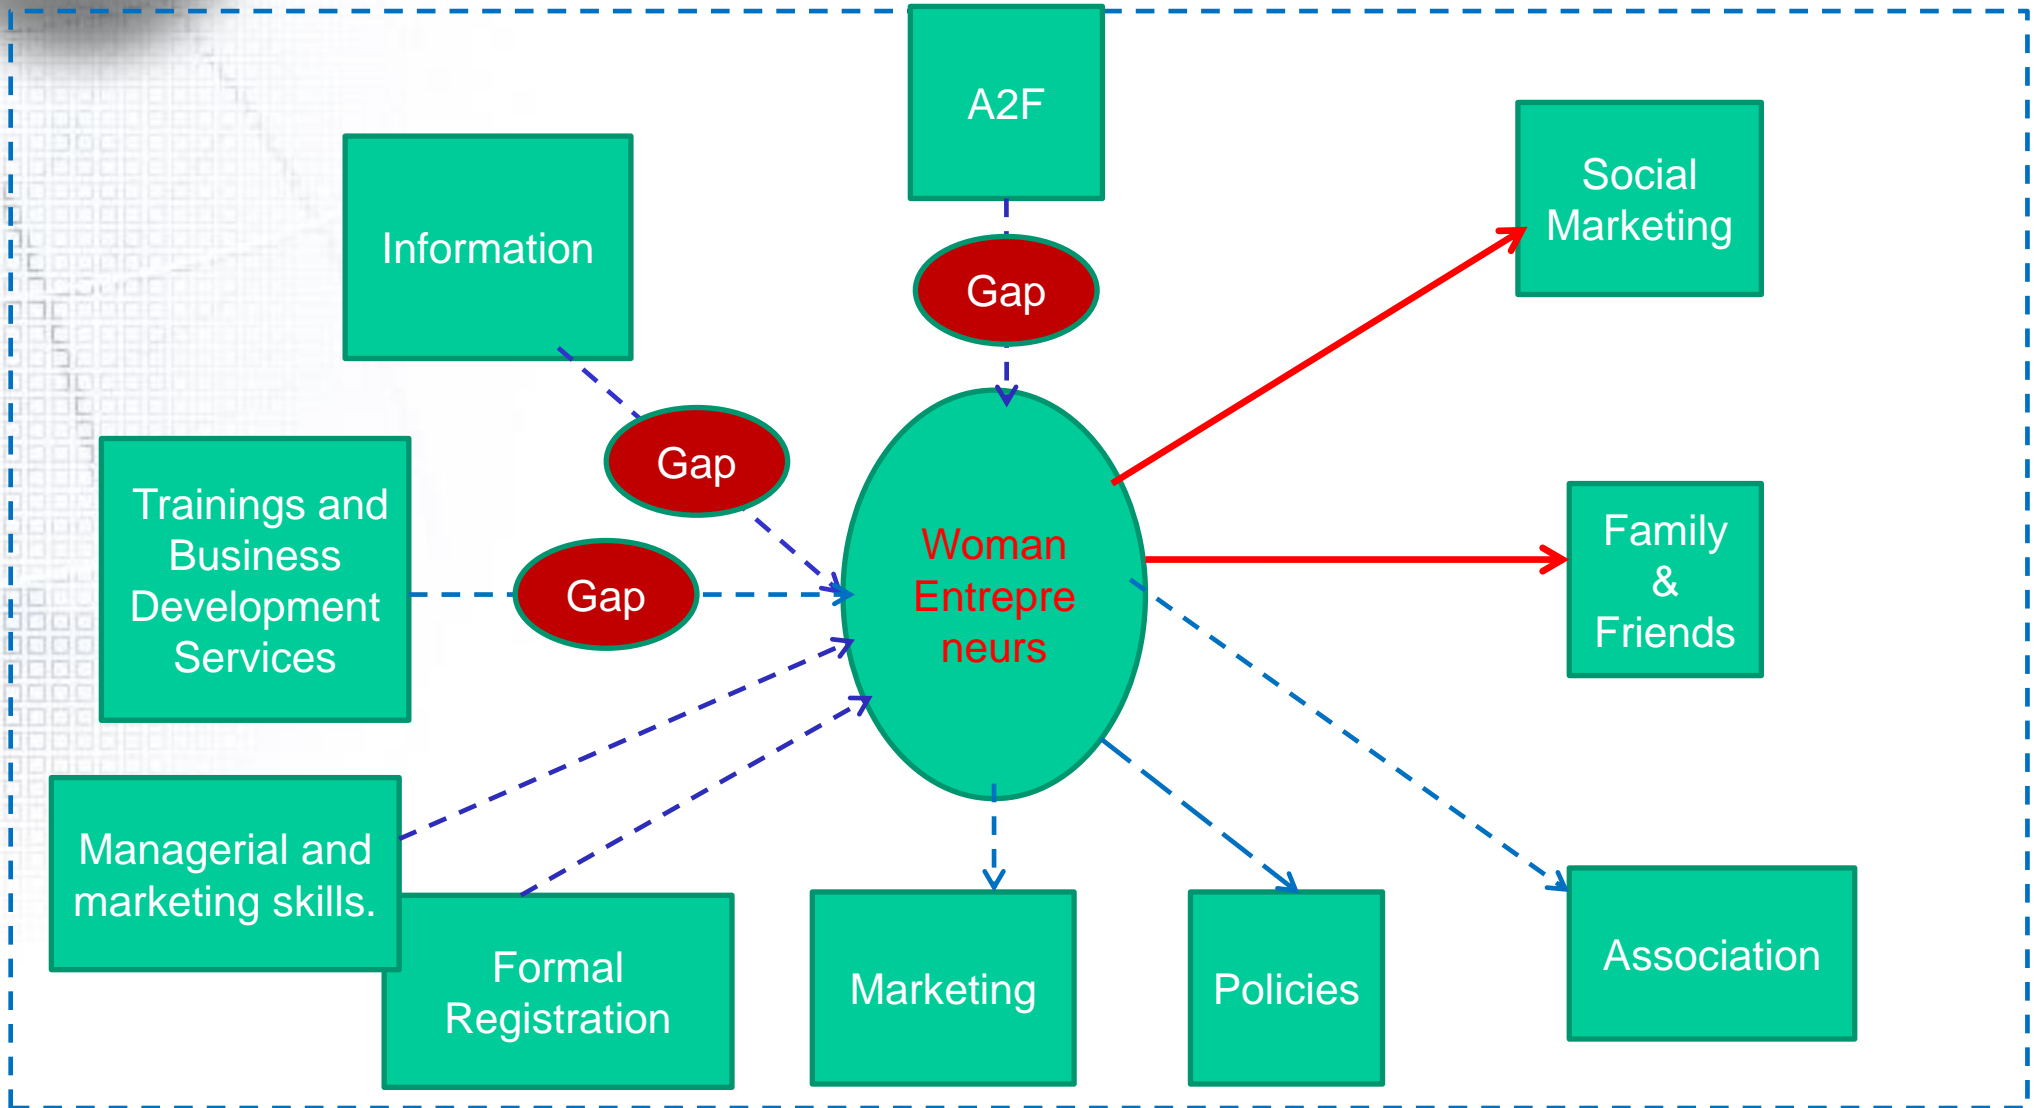 A2F
Social
Marketing
Information
Gap
Gap
Trainings and
Business
Development
Services
Gap
Woman
Entrepre
neurs
Family
&
Friends
Managerial and
marketing skills.
Formal
Registration
Marketing
Policies
Association